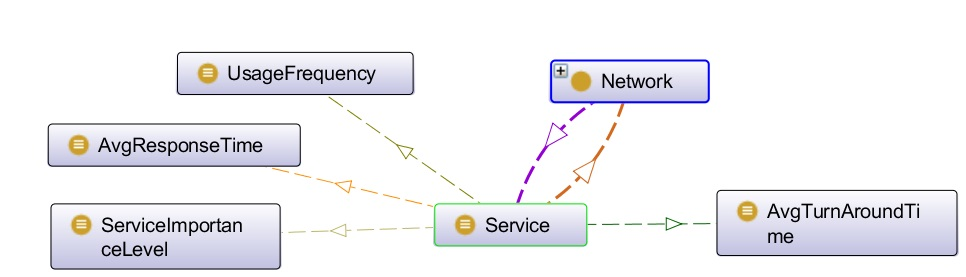 UsageFrequency
Network
AvgResponseTime
ServiceImportan
ceLevel
Service
AvgTurnAroundTi
me